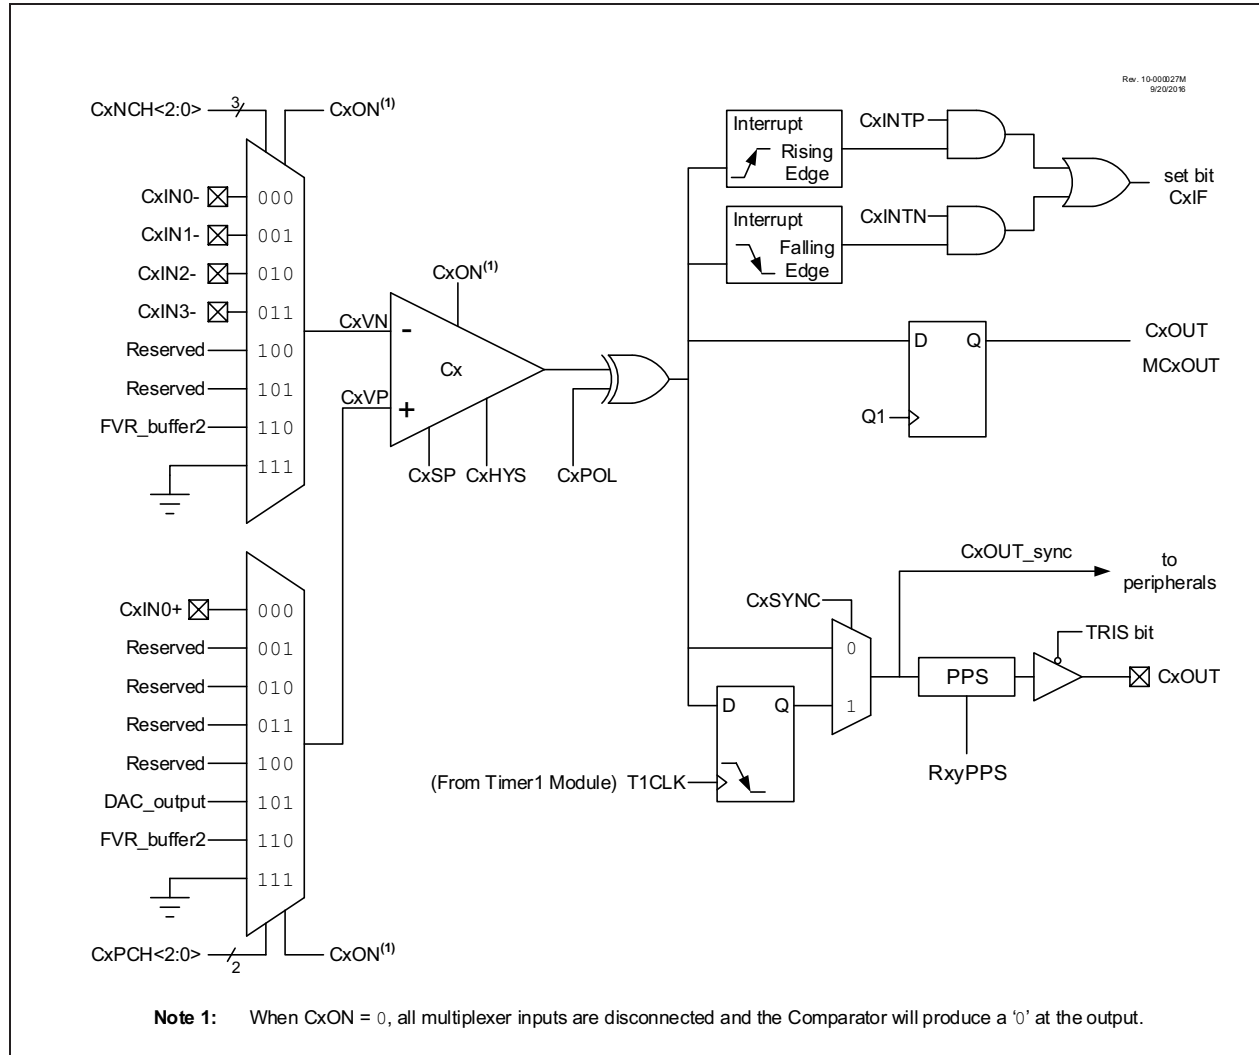 Rev. 10-000027M
9/20/2016
CxNCH<2:0>
3
CxON(1)
CxIN0-
000
CxIN1-
001
CxIN2-
010
CxIN3-
011
Reserved
100
Reserved
101
FVR_buffer2
110
111
CxVN
CxVP
CxON(1)
-
Cx
+
CxSP
CxHYS
CxPOL
Interrupt
Rising
Edge
CxINTP
Interrupt
Falling
Edge
CxINTN
set bit
CxIF
D
Q
Q1
CxOUT
MCxOUT
CxIN0+
000
Reserved
001
Reserved
010
Reserved
011
Reserved
100
DAC_output
101
FVR_buffer2
110
111
CxPCH<2:0>
2
CxON(1)
CxOUT_sync
to
peripherals
CxSYNC
0
1
D
Q
(From Timer1 Module) T1CLK
PPS
RxyPPS
TRIS bit
CxOUT
Note 1: When CxON = 0, all multiplexer inputs are disconnected and the Comparator will produce a ‘0’ at the output.